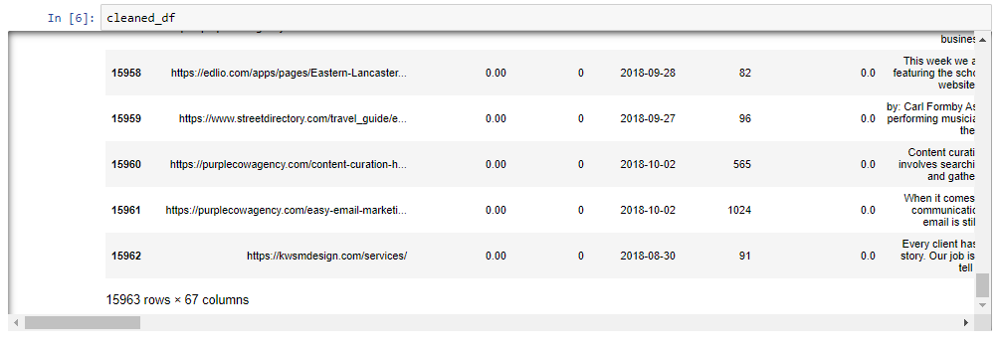 In [6]: cleaned_df
busines
15958 https://edlio.com/apps/pages/Eastern-Lancaster... 0.00 0 2018-09-28 82 0.0 This week we a
featuring the scho
website
15959 https://www.streetdirectory.com/travel_guide/e... 0.00 0 2018-09-27 96 0.0 by: Carl Formby As
performing musicia
the
15960 https://purplecowagency.com/content-curation-h... 0.00 0 2018-10-02 565 0.0 Content curati
involves searchi
and gathe
15961 https://purplecowagency.com/easy-email-marketi... 0.00 0 2018-10-02 1024 0.0 When it comes
communicatio
email is stil
15962 https://kwsmdesign.com/services/ 0.00 0 2018-08-30 91 0.0 Every client has
story. Our job is
tell
15963 rows × 67 columns